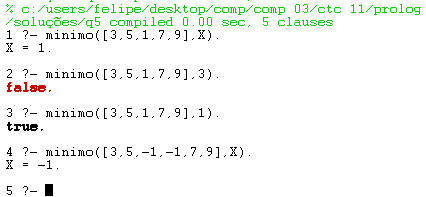 % c:/users/felipe/desktop/comp/comp 03/ctc 11/prolog
/soluções/q5 compiled 0.00 sec, 5 clauses
1 ?- minimo([3,5,1,7,9],X).
X = 1.
2 ?- minimo([3,5,1,7,9],3).
false.
3 ?- minimo([3,5,1,7,9],1).
true.
4 ?- minimo([3,5,-1,-1,7,9],X).
X = -1.
5 ?-